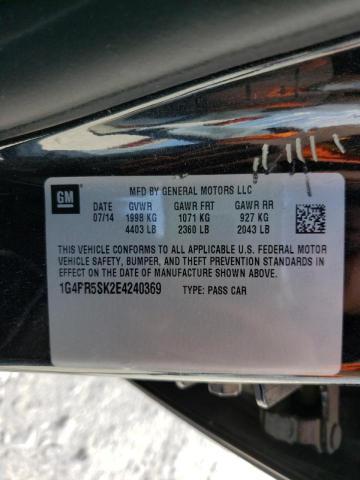 GM
MFD BY GENERAL MOTORS LLC
DATE GVWR GAWR FRT GAWR RR
07/14 1998 KG 1071 KG 927 KG
4403 LB 2360 LB 2043 LB
THIS VEHICLE CONFORMS TO ALL APPLICABLE U.S. FEDERAL MOTOR
VEHICLE SAFETY, BUMPER, AND THEFT PREVENTION STANDARDS
IN EFFECT ON THE DATE OF MANUFACTURE SHOWN ABOVE.
1G4PR5SK2E4240369 TYPE: PASS CAR